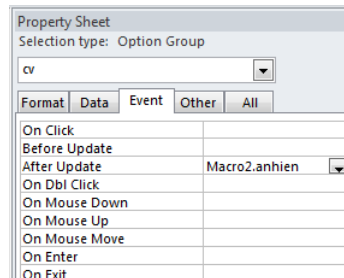 Property Sheet
Selection type: Option Group
cv
Format Data Event Other All
On Click
Before Update
After Update Macro2.anhien
On Dbl Click
On Mouse Down
On Mouse Up
On Mouse Move
On Enter
On Exit